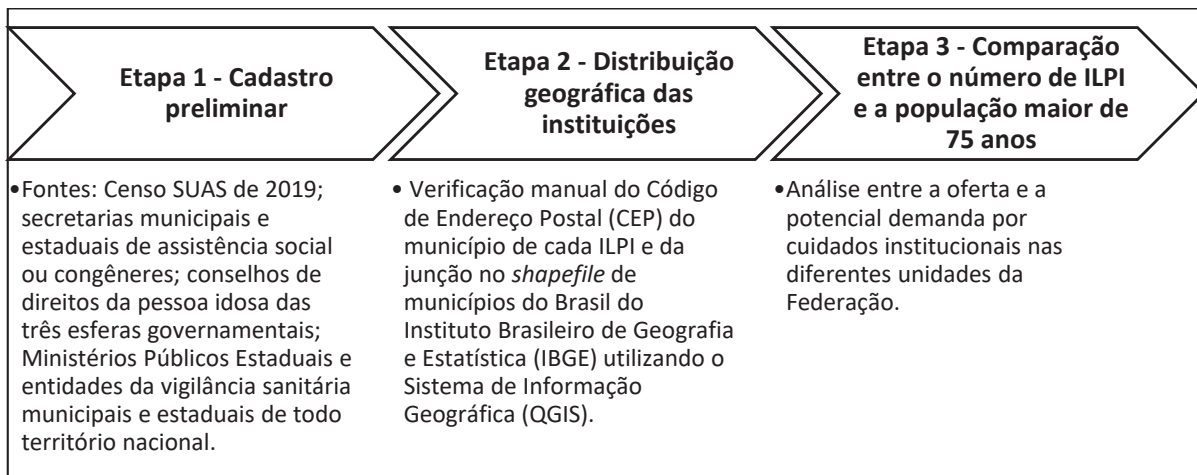 Etapa 1 - Cadastro
preliminar
•Fontes: Censo SUAS de 2019;
secretarias municipais e
estaduais de assistência social
ou congêneres; conselhos de
direitos da pessoa idosa das
três esferas governamentais;
Ministérios Públicos Estaduais e
entidades da vigilância sanitária
municipais e estaduais de todo
território nacional.
Etapa 2 - Distribuição
geográfica das
instituições
• Verificação manual do Código
de Endereço Postal (CEP) do
município de cada ILPI e da
junção no shapefile de
municípios do Brasil do
Instituto Brasileiro de Geografia
e Estatística (IBGE) utilizando o
Sistema de Informação
Geográfica (QGIS).
Etapa 3 - Comparação
entre o número de ILPI
e a população maior de
75 anos
•Análise entre a oferta e a
potencial demanda por
cuidados institucionais nas
diferentes unidades da
Federação.